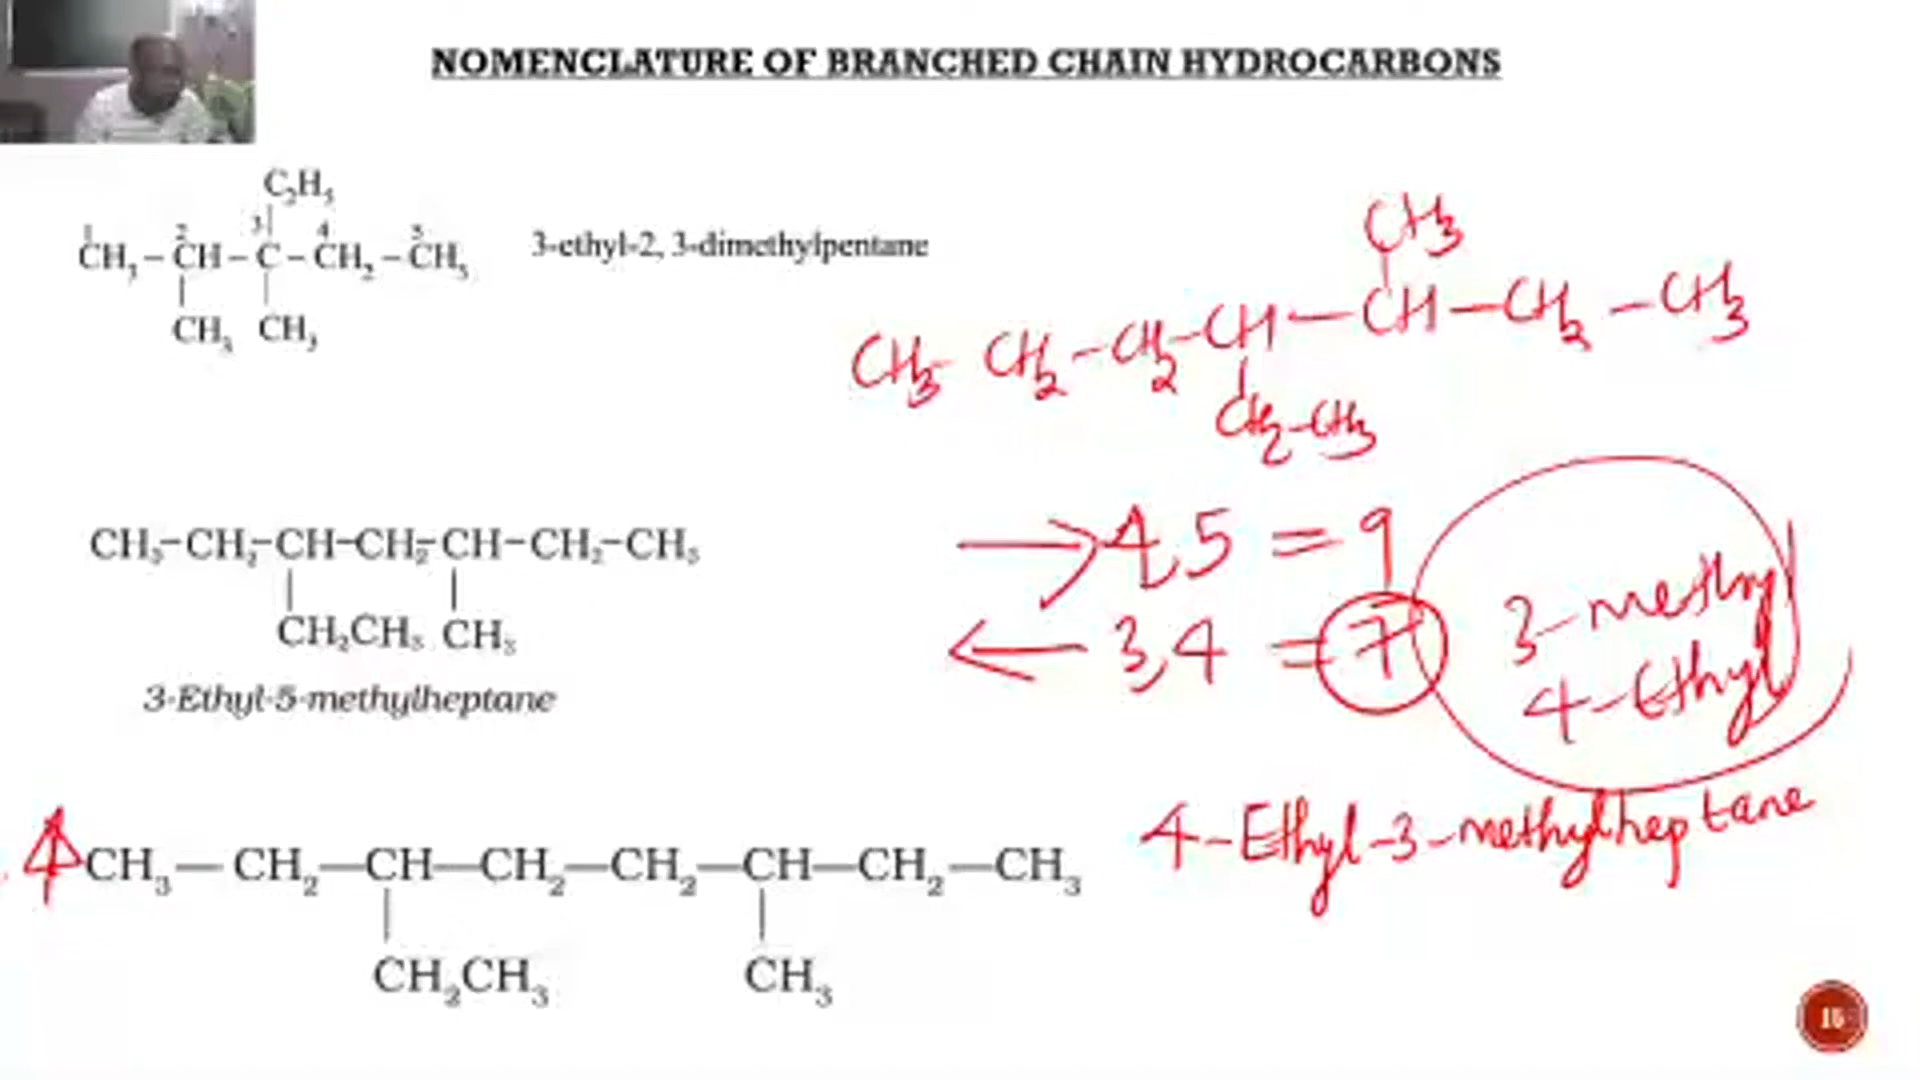 NOMENCLATURE OF BRANCHED CHAIN HYDROCARBONS
C₂H₅
1 2 3 4 5
CH₃–CH–C–CH₂–CH₃
CH₃ CH₃
3-ethyl-2, 3-dimethylpentane
CH₃
CH₃ CH₂–CH₂–CH–CH–CH₂–CH₃
CH₂–CH₃
CH₃–CH₂–CH–CH₂–CH–CH₂–CH₃
CH₂CH₃ CH₃
3-Ethyl-5-methylheptane
→ 4,5 = 9
← 3,4 = 7
3-methyl
4-Ethyl
4-Ethyl-3-methylheptane
CH₃—CH₂—CH—CH₂—CH₂—CH—CH₂—CH₃
CH₂CH₃ CH₃
15